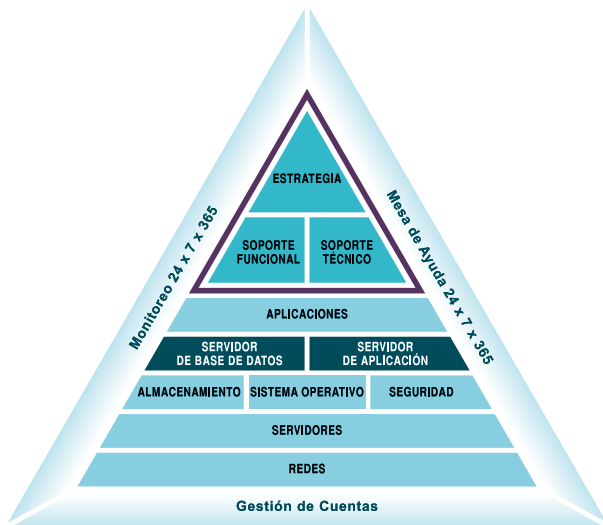 ESTRATEGIA
SOPORTE
FUNCIONAL
SOPORTE
TÉCNICO
Monitoreo 24 x 7 x 365
Mesa de Ayuda 24 x 7 x 365
APLICACIONES
SERVIDOR
DE BASE DE DATOS
SERVIDOR
DE APLICACIÓN
ALMACENAMIENTO
SISTEMA OPERATIVO
SEGURIDAD
SERVIDORES
REDES
Gestión de Cuentas